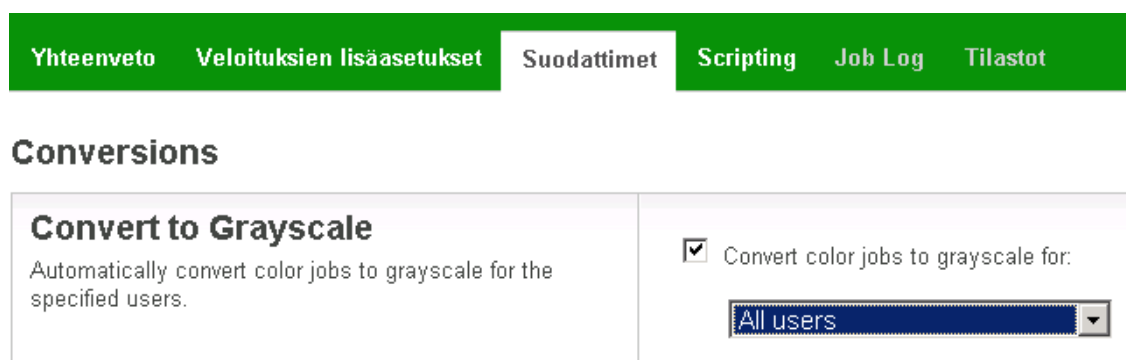 Yhteenveto Veloituksien lisäasetukset Suodattimet Scripting Job Log Tilastot
Conversions
Convert to Grayscale
Automatically convert color jobs to grayscale for the
specified users.
Convert color jobs to grayscale for:
All users